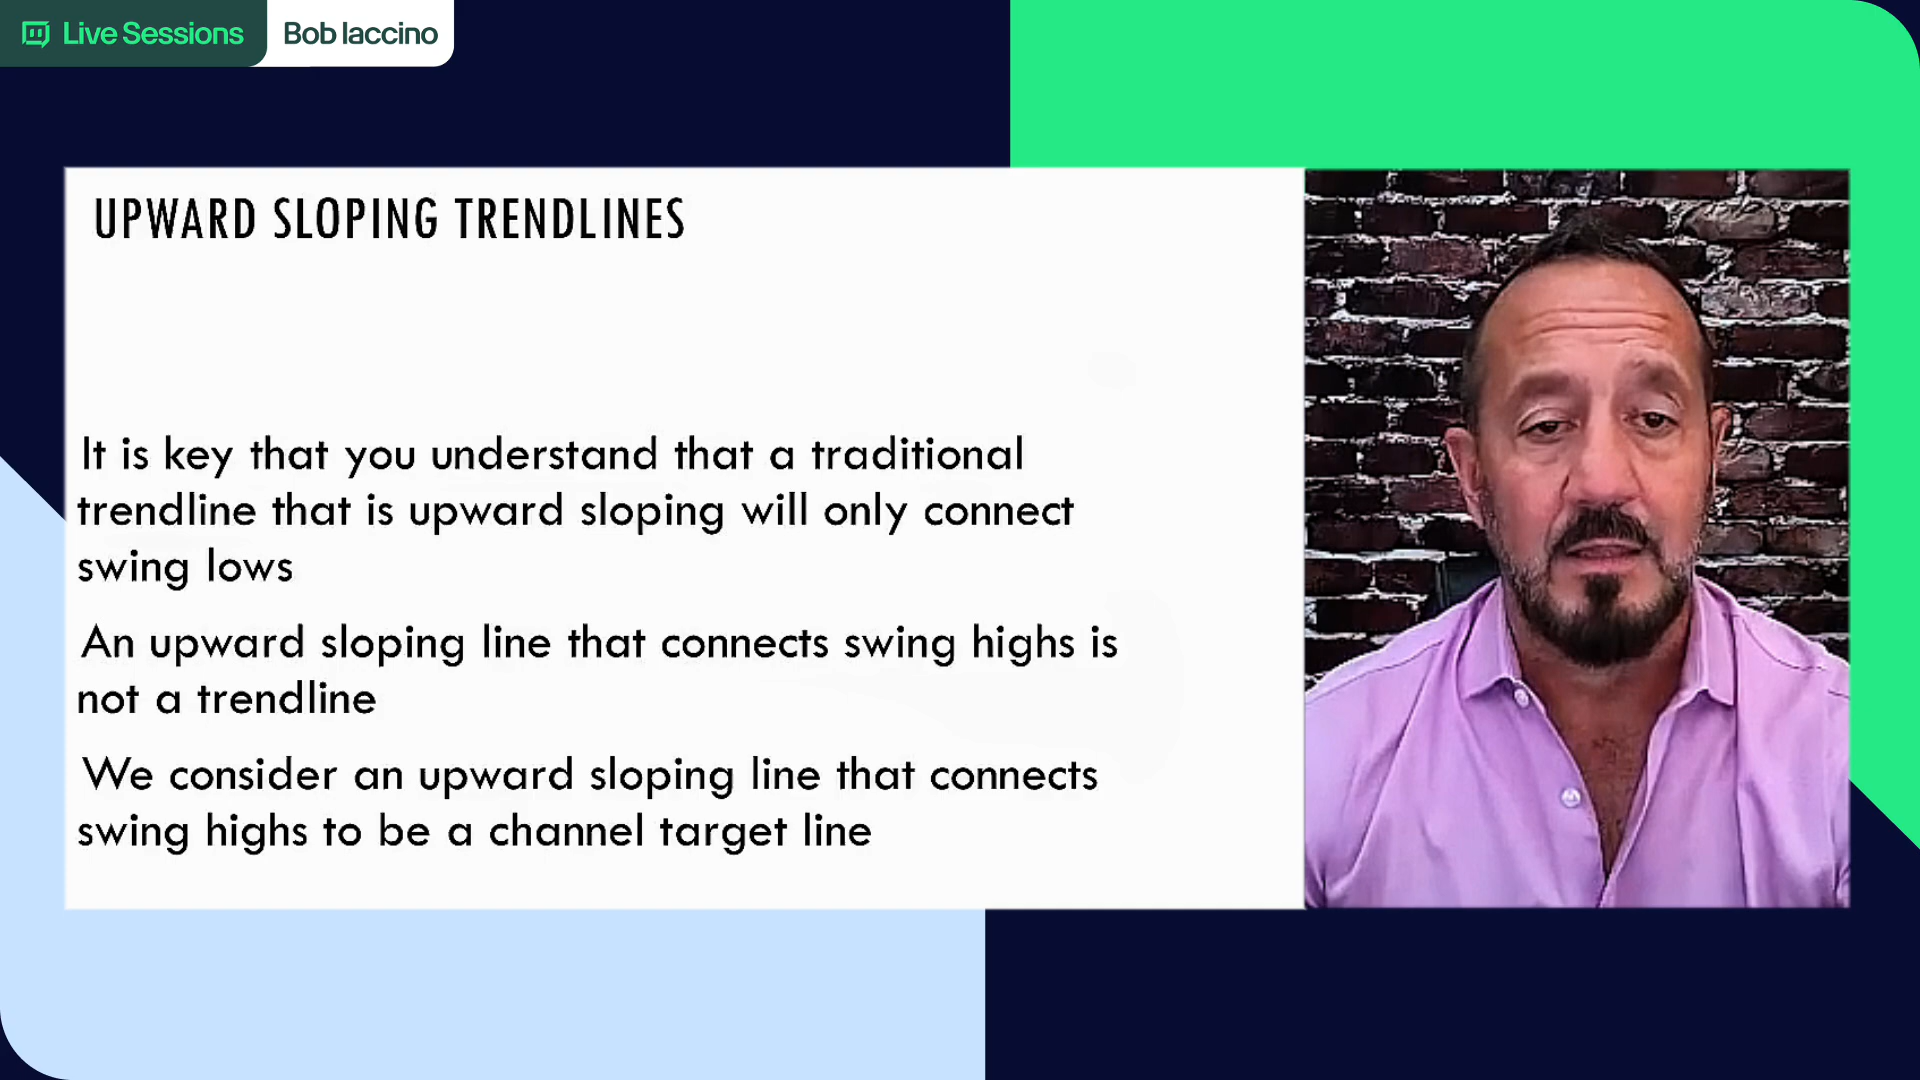 Live Sessions
Bob Iaccino
UPWARD SLOPING TRENDLINES
It is key that you understand that a traditional
trendline that is upward sloping will only connect
swing lows
An upward sloping line that connects swing highs is
not a trendline
We consider an upward sloping line that connects
swing highs to be a channel target line